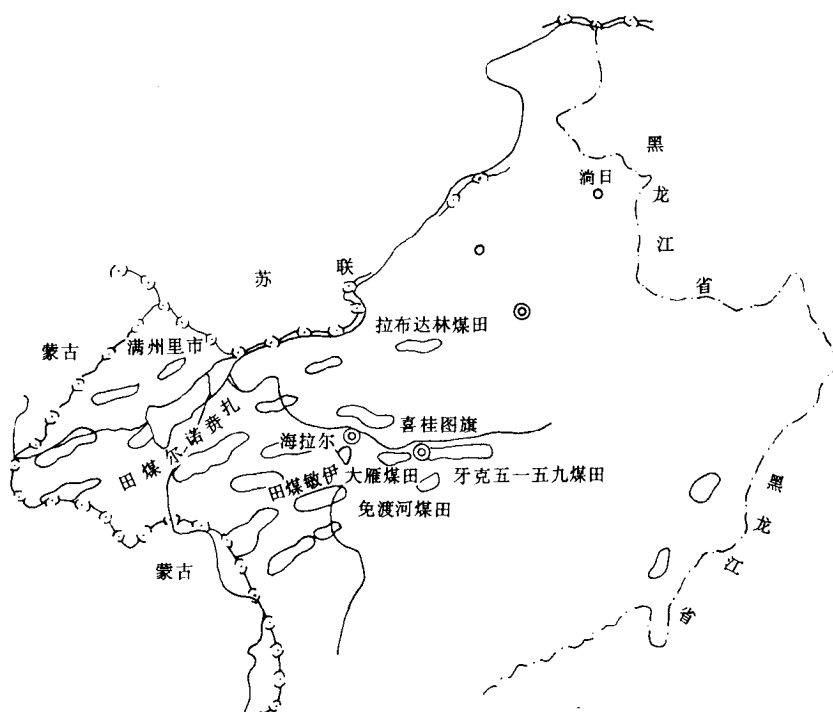 黑龙江省
淌日
苏联
拉布达林煤田
蒙古
满州里市
喜桂图旗
海拉尔
扎赉诺尔煤田
伊敏煤田
大雁煤田
牙克五一五九煤田
免渡河煤田
蒙古
黑龙江省